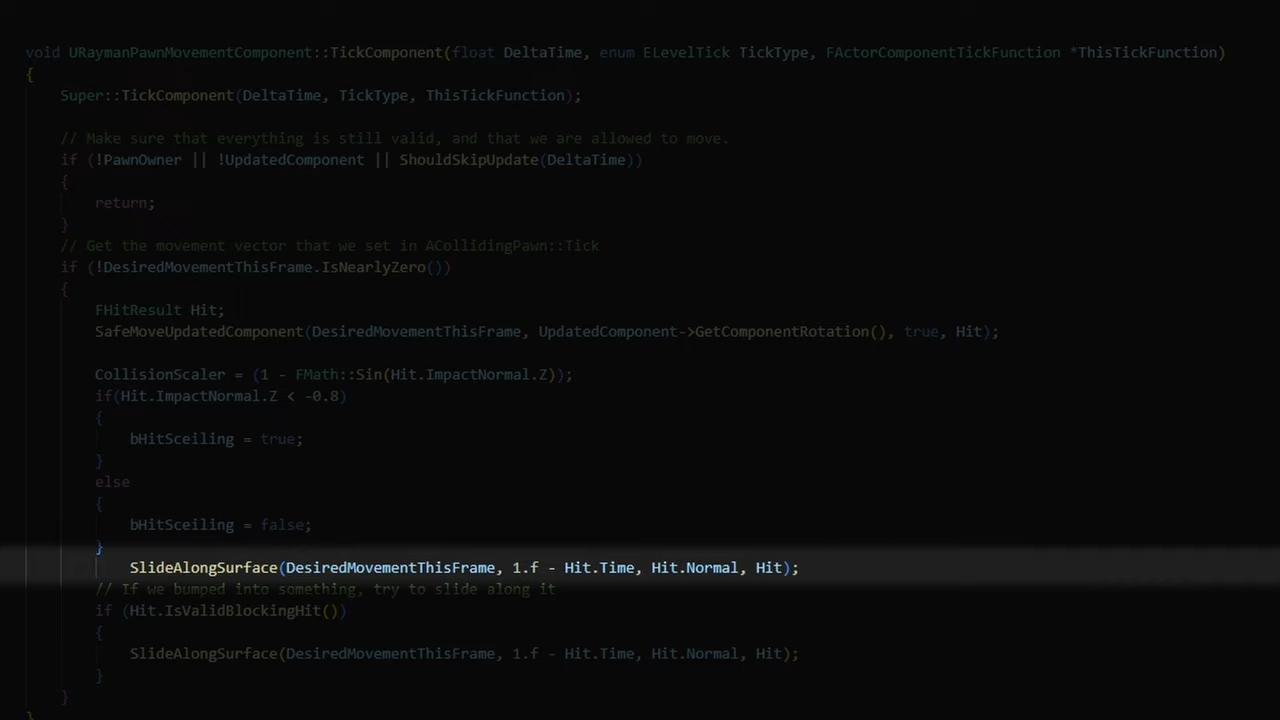 void URaymanPawnMovementComponent::TickComponent(float DeltaTime, enum ELevelTick TickType, FActorComponentTickFunction *ThisTickFunction)
{
Super::TickComponent(DeltaTime, TickType, ThisTickFunction);
// Make sure that everything is still valid, and that we are allowed to move.
if (!PawnOwner || !UpdatedComponent || ShouldSkipUpdate(DeltaTime))
{
return;
}
// Get the movement vector that we set in ACollidingPawn::Tick
if (!DesiredMovementThisFrame.IsNearlyZero())
{
FHitResult Hit;
SafeMoveUpdatedComponent(DesiredMovementThisFrame, UpdatedComponent->GetComponentRotation(), true, Hit);
CollisionScaler = (1 - FMath::Sin(Hit.ImpactNormal.Z));
if(Hit.ImpactNormal.Z < -0.8)
{
bHitSceiling = true;
}
else
{
bHitSceiling = false;
}
SlideAlongSurface(DesiredMovementThisFrame, 1.f - Hit.Time, Hit.Normal, Hit);
// If we bumped into something, try to slide along it
if (Hit.IsValidBlockingHit())
{
SlideAlongSurface(DesiredMovementThisFrame, 1.f - Hit.Time, Hit.Normal, Hit);
}
}
}